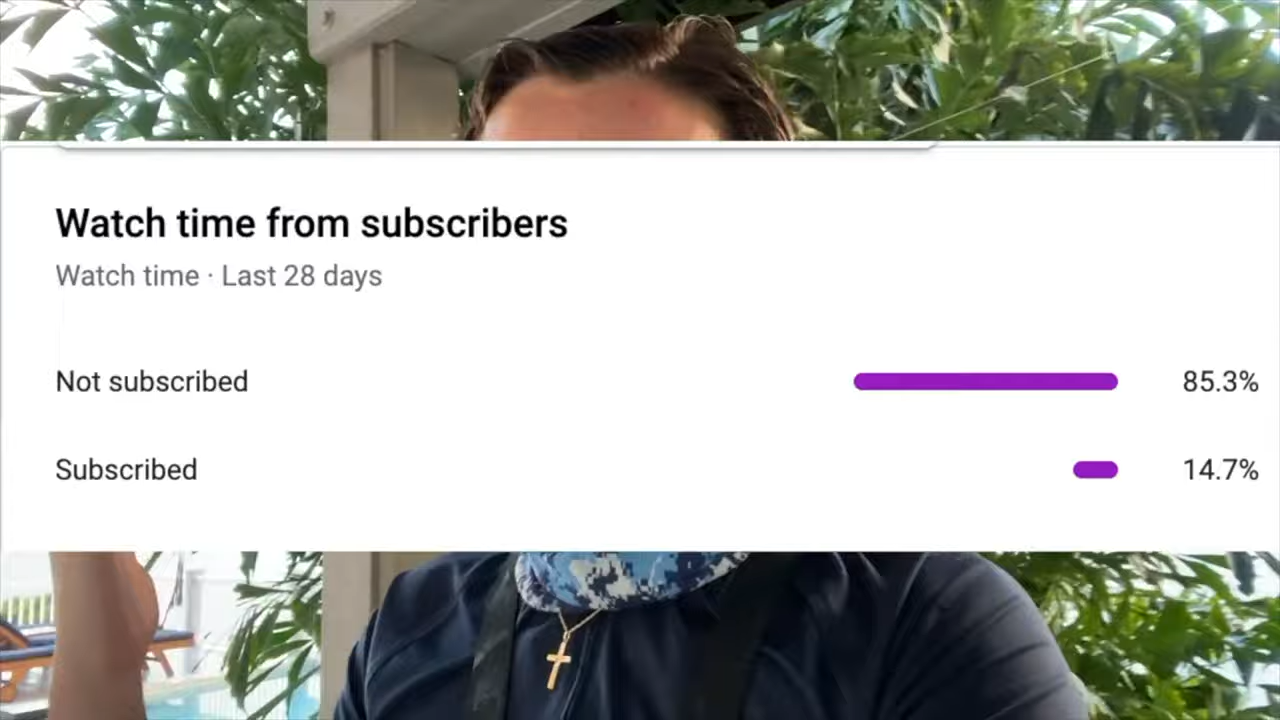 Watch time from subscribers
Watch time · Last 28 days
Not subscribed 85.3%
Subscribed 14.7%